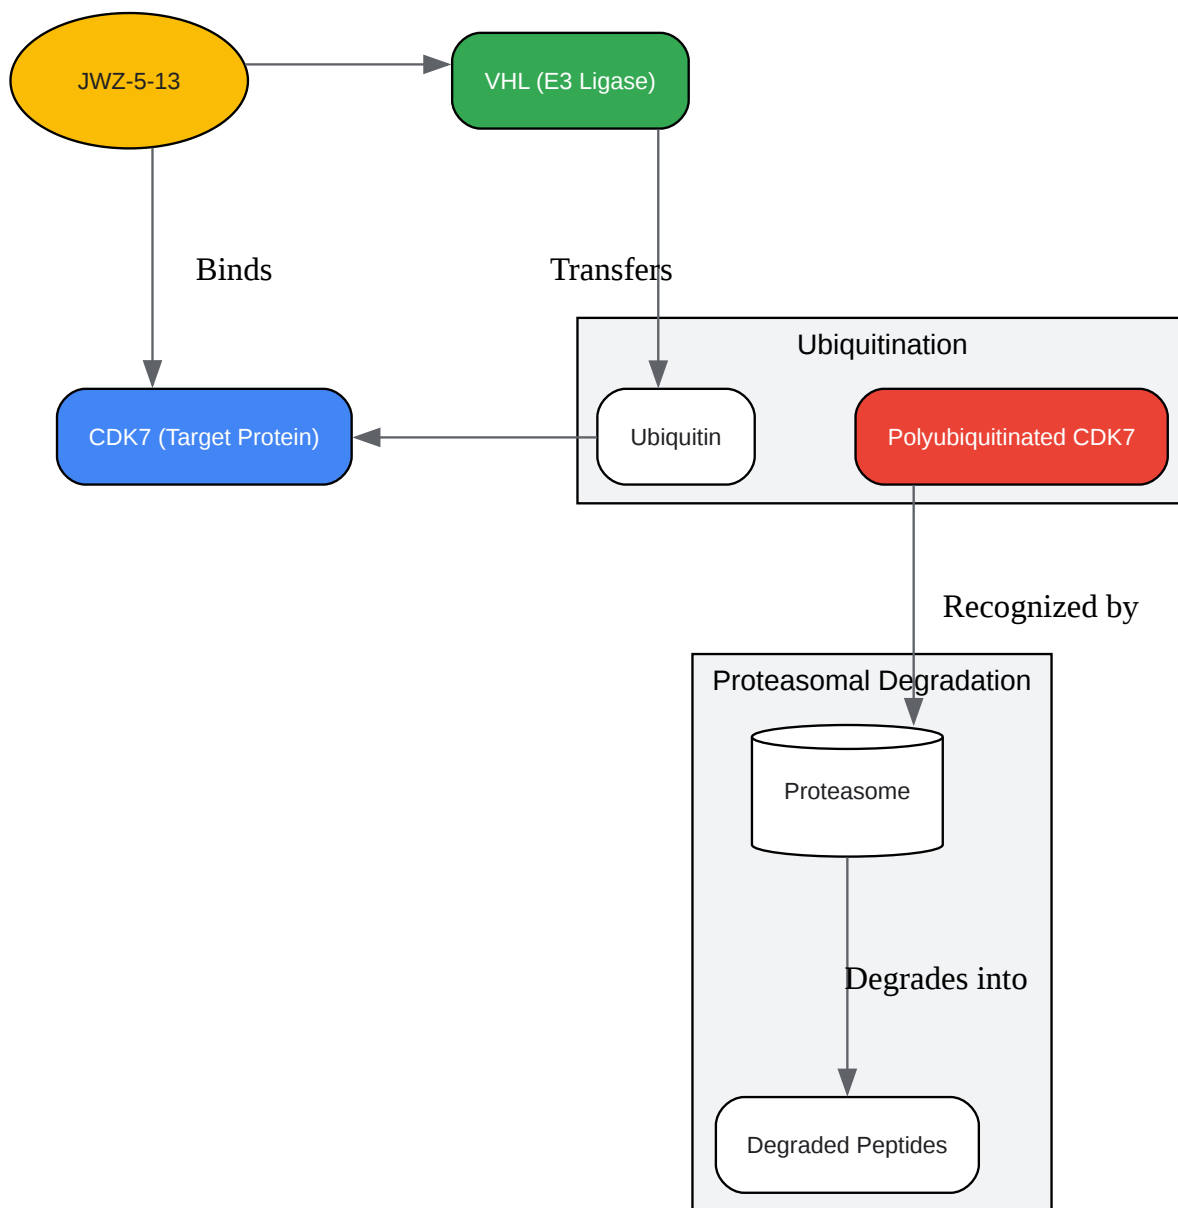 JWZ-5-13
VHL (E3 Ligase)
Binds
Transfers
Ubiquitination
CDK7 (Target Protein)
Ubiquitin
Polyubiquitinated CDK7
Recognized by
Proteasomal Degradation
Proteasome
Degrades into
Degraded Peptides